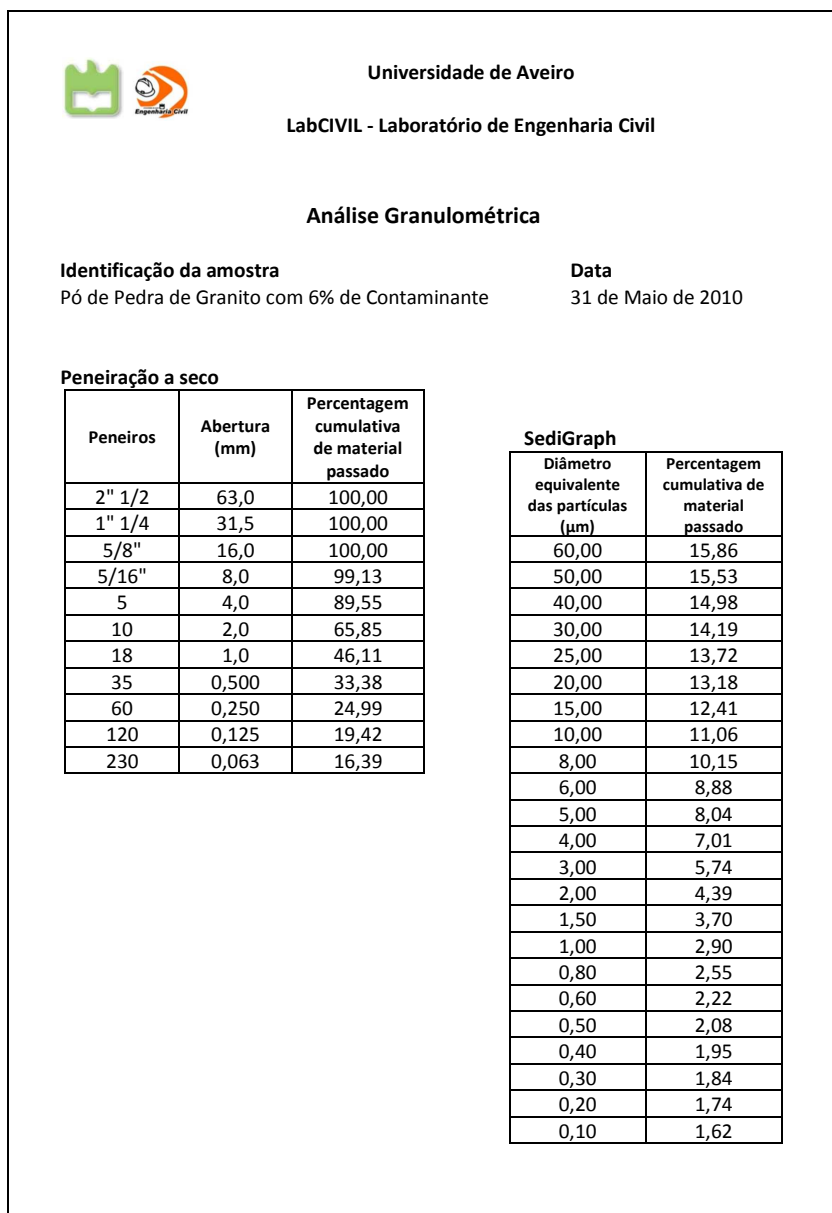 Universidade de Aveiro
Engenharia Civil
LabCIVIL - Laboratório de Engenharia Civil
Análise Granulométrica
Identificação da amostra Data
Pó de Pedra de Granito com 6% de Contaminante 31 de Maio de 2010
Peneiração a seco
Peneiros Abertura (mm) Percentagem cumulativa de material passado
2" 1/2 63,0 100,00
1" 1/4 31,5 100,00
5/8" 16,0 100,00
5/16" 8,0 99,13
5 4,0 89,55
10 2,0 65,85
18 1,0 46,11
35 0,500 33,38
60 0,250 24,99
120 0,125 19,42
230 0,063 16,39
SediGraph
Diâmetro equivalente das partículas (µm) Percentagem cumulativa de material passado
60,00 15,86
50,00 15,53
40,00 14,98
30,00 14,19
25,00 13,72
20,00 13,18
15,00 12,41
10,00 11,06
8,00 10,15
6,00 8,88
5,00 8,04
4,00 7,01
3,00 5,74
2,00 4,39
1,50 3,70
1,00 2,90
0,80 2,55
0,60 2,22
0,50 2,08
0,40 1,95
0,30 1,84
0,20 1,74
0,10 1,62